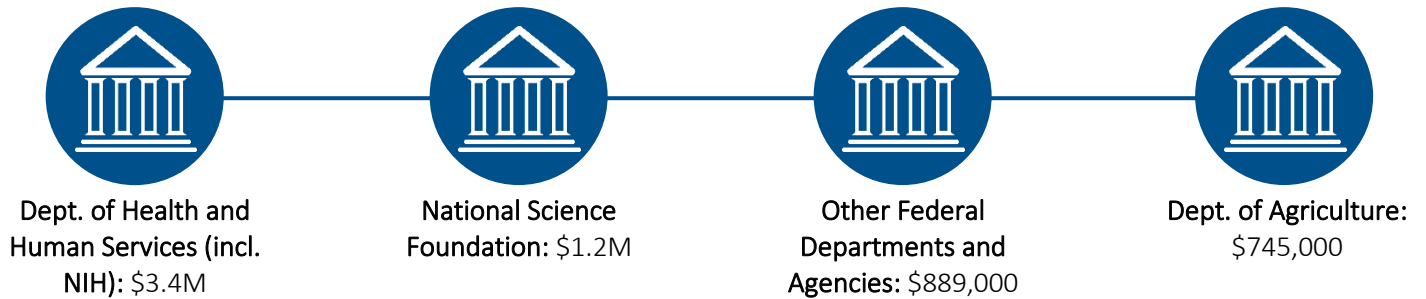 Dept. of Health and
Human Services (incl.
NIH): $3.4M
National Science
Foundation: $1.2M
Other Federal
Departments and
Agencies: $889,000
Dept. of Agriculture:
$745,000